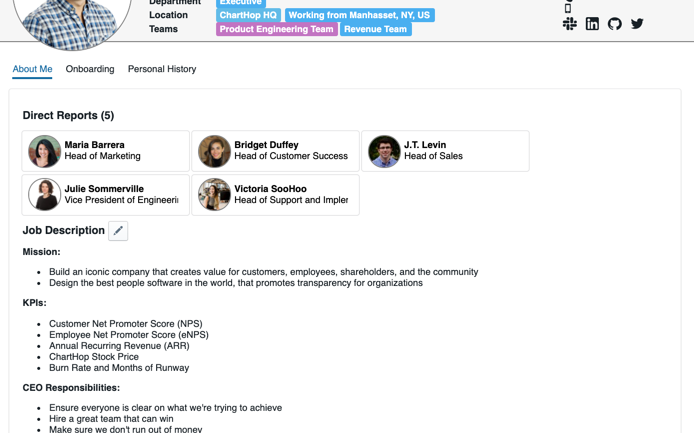 Department Executive
Location ChartHop HQ Working from Manhasset, NY, US
Teams Product Engineering Team Revenue Team
About Me Onboarding Personal History
Direct Reports (5)
Maria Barrera
Head of Marketing
Bridget Duffey
Head of Customer Success
J.T. Levin
Head of Sales
Julie Sommerville
Vice President of Engineeri
Victoria SooHoo
Head of Support and Impler
Job Description
Mission:
• Build an iconic company that creates value for customers, employees, shareholders, and the community
• Design the best people software in the world, that promotes transparency for organizations
KPIs:
• Customer Net Promoter Score (NPS)
• Employee Net Promoter Score (eNPS)
• Annual Recurring Revenue (ARR)
• ChartHop Stock Price
• Burn Rate and Months of Runway
CEO Responsibilities:
• Ensure everyone is clear on what we're trying to achieve
• Hire a great team that can win
• Make sure we don't run out of money